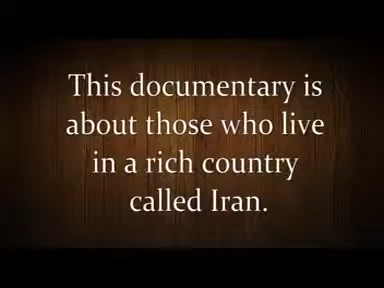 This documentary is
about those who live
in a rich country
called Iran.